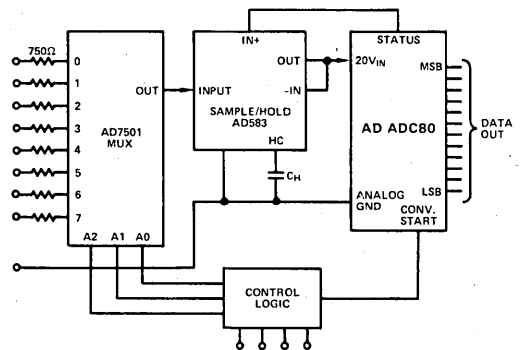 750Ω
0
1
2
3
4
5
6
7
OUT
AD7501
MUX
A2 A1 A0
IN+
OUT
INPUT
-IN
SAMPLE/HOLD
AD583
HC
CH
STATUS
20VIN
MSB
AD ADC80
DATA
OUT
LSB
ANALOG
GND
CONV.
START
CONTROL
LOGIC